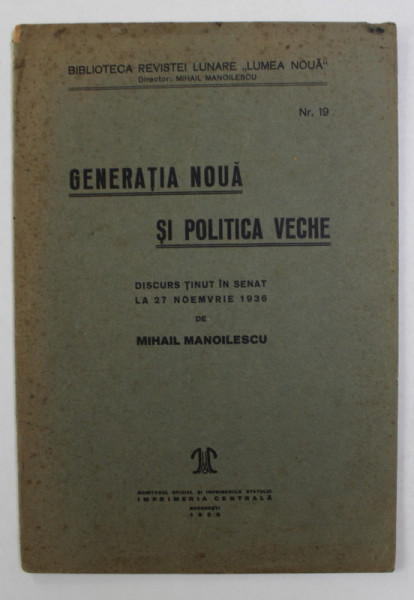 BIBLIOTECA REVISTEI LUNARE „LUMEA NOUĂ"
Director: MIHAIL MANOILESCU
Nr. 19
GENERAȚIA NOUĂ
ȘI POLITICA VECHE
DISCURS ȚINUT ÎN SENAT
LA 27 NOEMVRIE 1936
DE
MIHAIL MANOILESCU
MONITORUL OFICIAL ȘI IMPRIMERIILE STATULUI
IMPRIMERIA CENTRALĂ
BUCUREȘTI